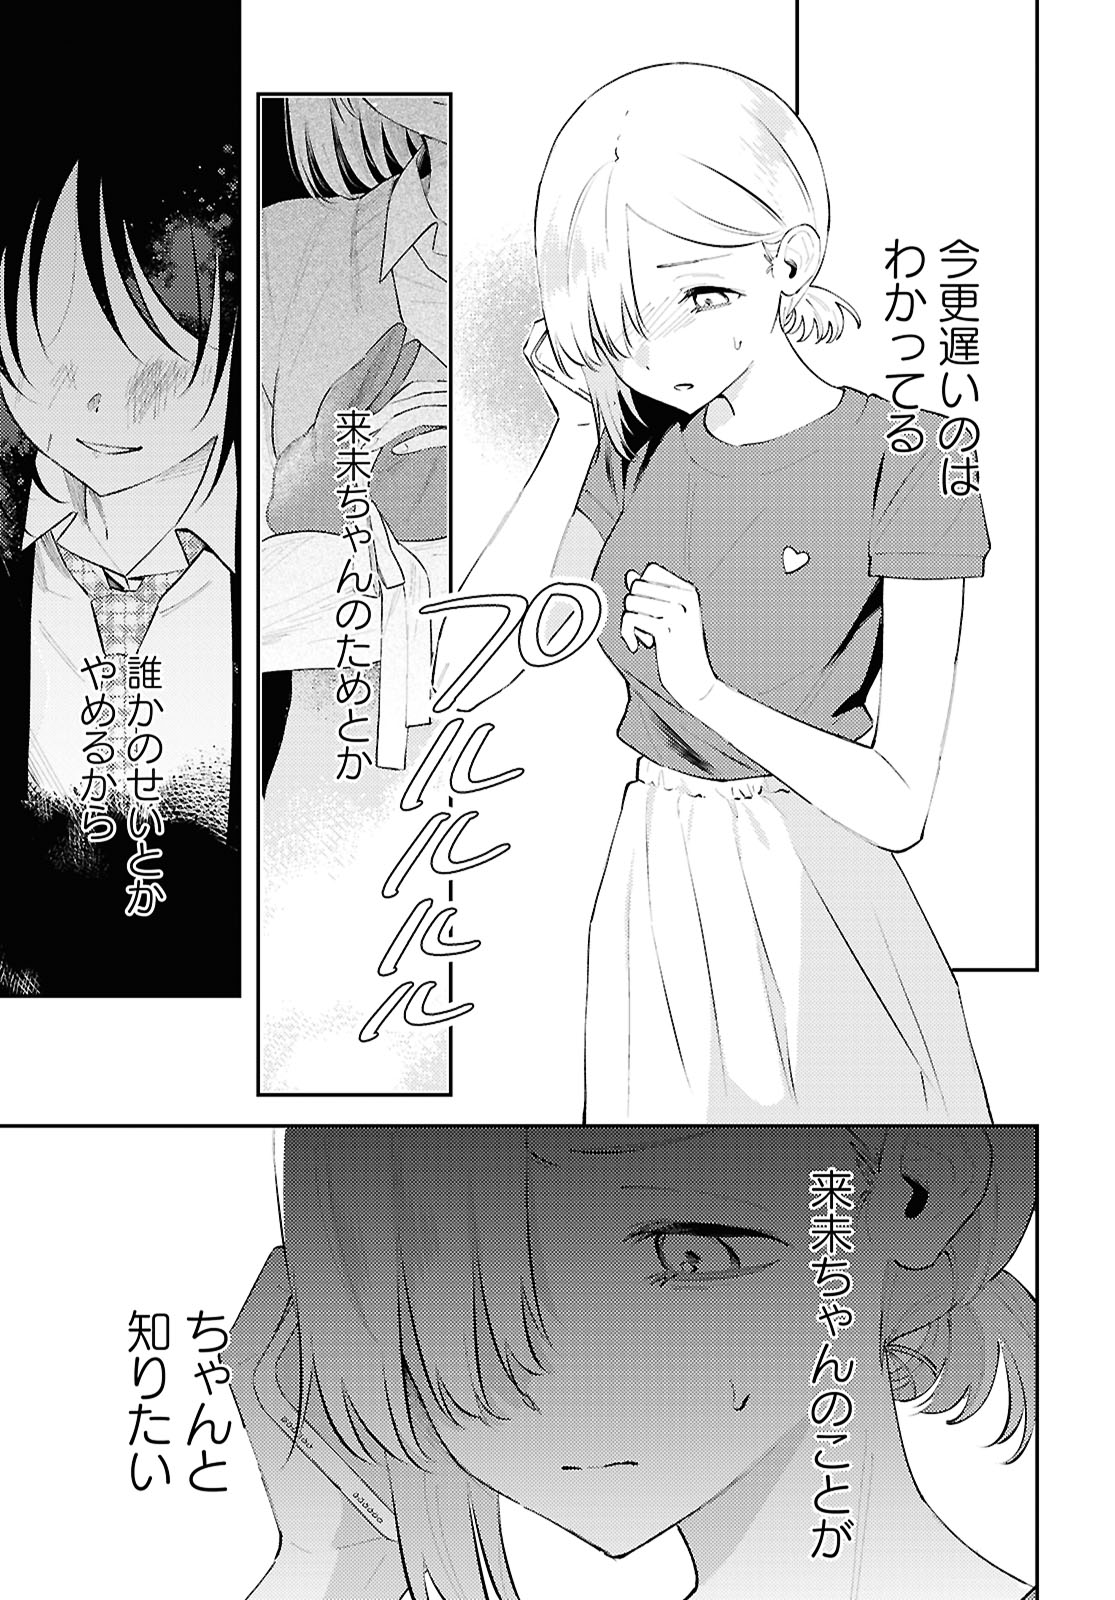 今更遅いのは
わかってる
プルルルルル
来未ちゃんのためとか
誰かのせいとか
やめるから
来未ちゃんのことが
ちゃんと
知りたい